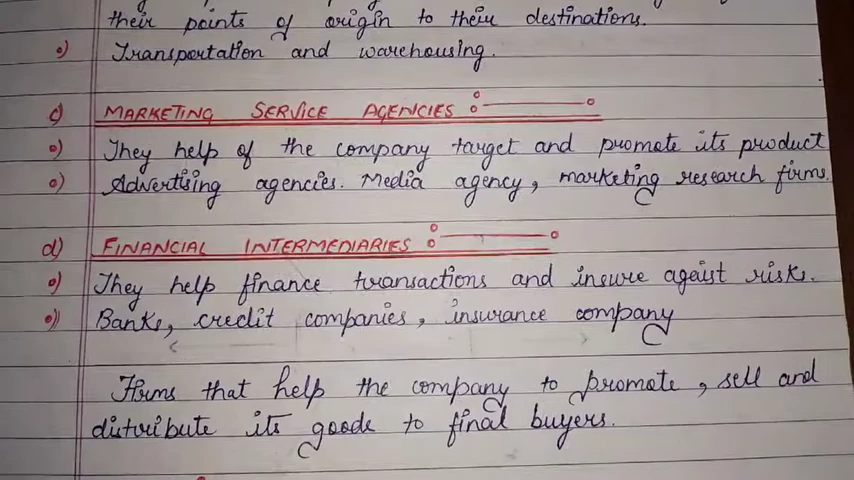 their points of origin to their destinations.
o) Transportation and warehousing.
c) MARKETING SERVICE AGENCIES :-
o) They help of the company target and promote its product
o) Advertising agencies. Media agency, marketing research firms.
d) FINANCIAL INTERMEDIARIES :-
o) They help finance transactions and insure agaist risks.
o) Banks, credit companies, insurance company
Firms that help the company to promote, sell and
distribute its goods to final buyers.